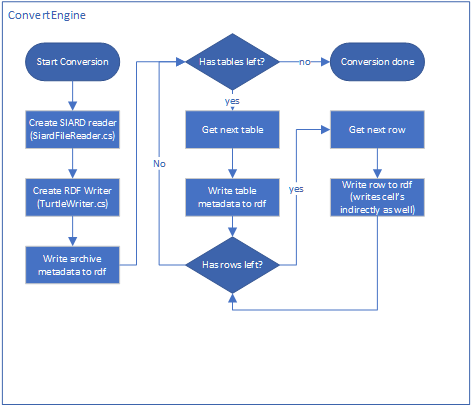 ConvertEngine
Start Conversion
Has tables left?
no
Conversion done
yes
Create SIARD reader
(SiardFileReader.cs)
Get next table
Get next row
No
Create RDF Writer
(TurtleWriter.cs)
Write table
metadata to rdf
yes
Write row to rdf
(writes cell's
indirectly as well)
Write archive
metadata to rdf
Has rows left?